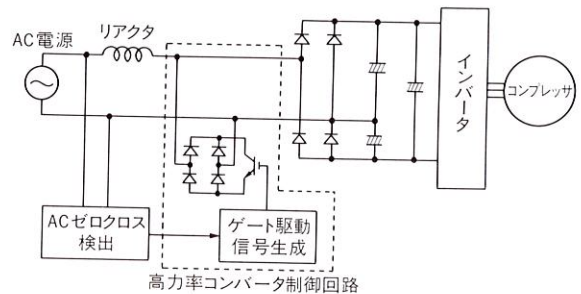 AC電源
リアクタ
インバータ
コンプレッサ
ACゼロクロス
検出
ゲート駆動
信号生成
高力率コンバータ制御回路